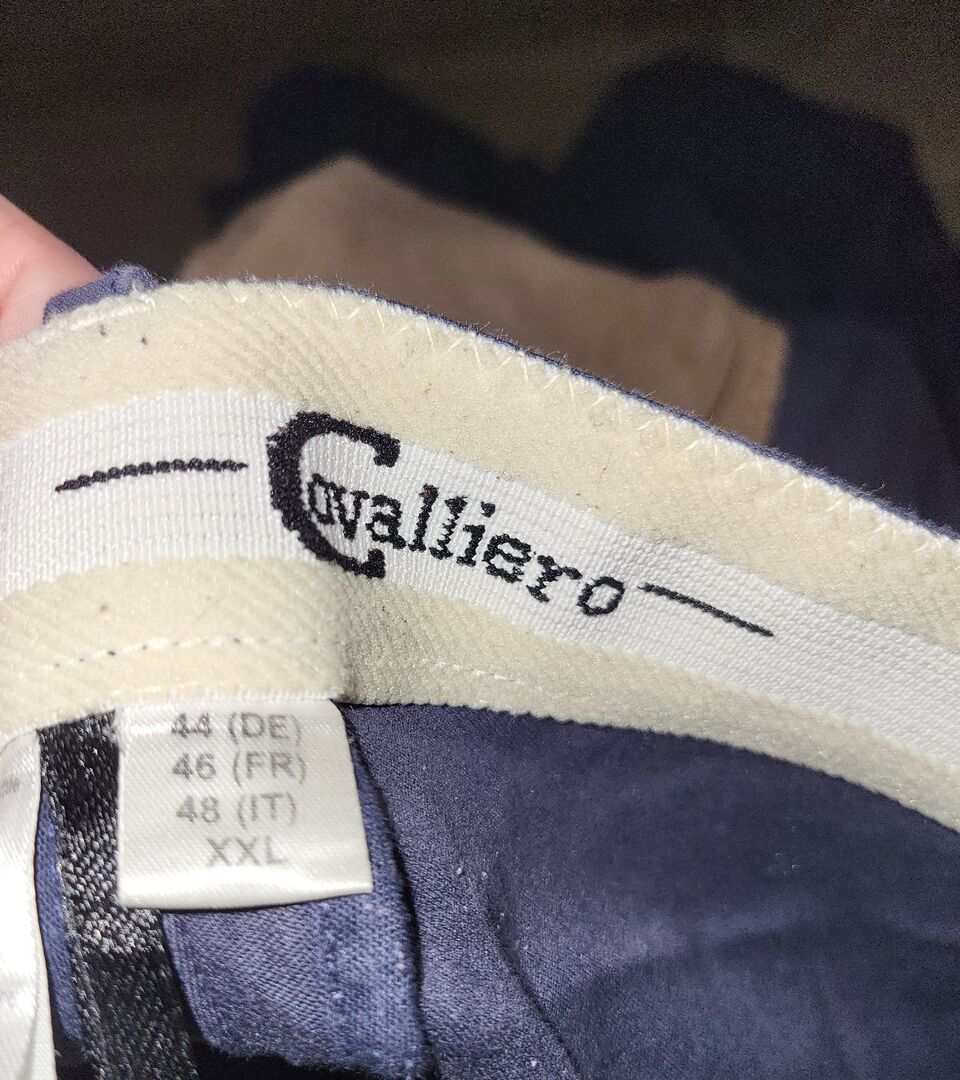 Covalliero
44 (DE)
46 (FR)
48 (IT)
XXL